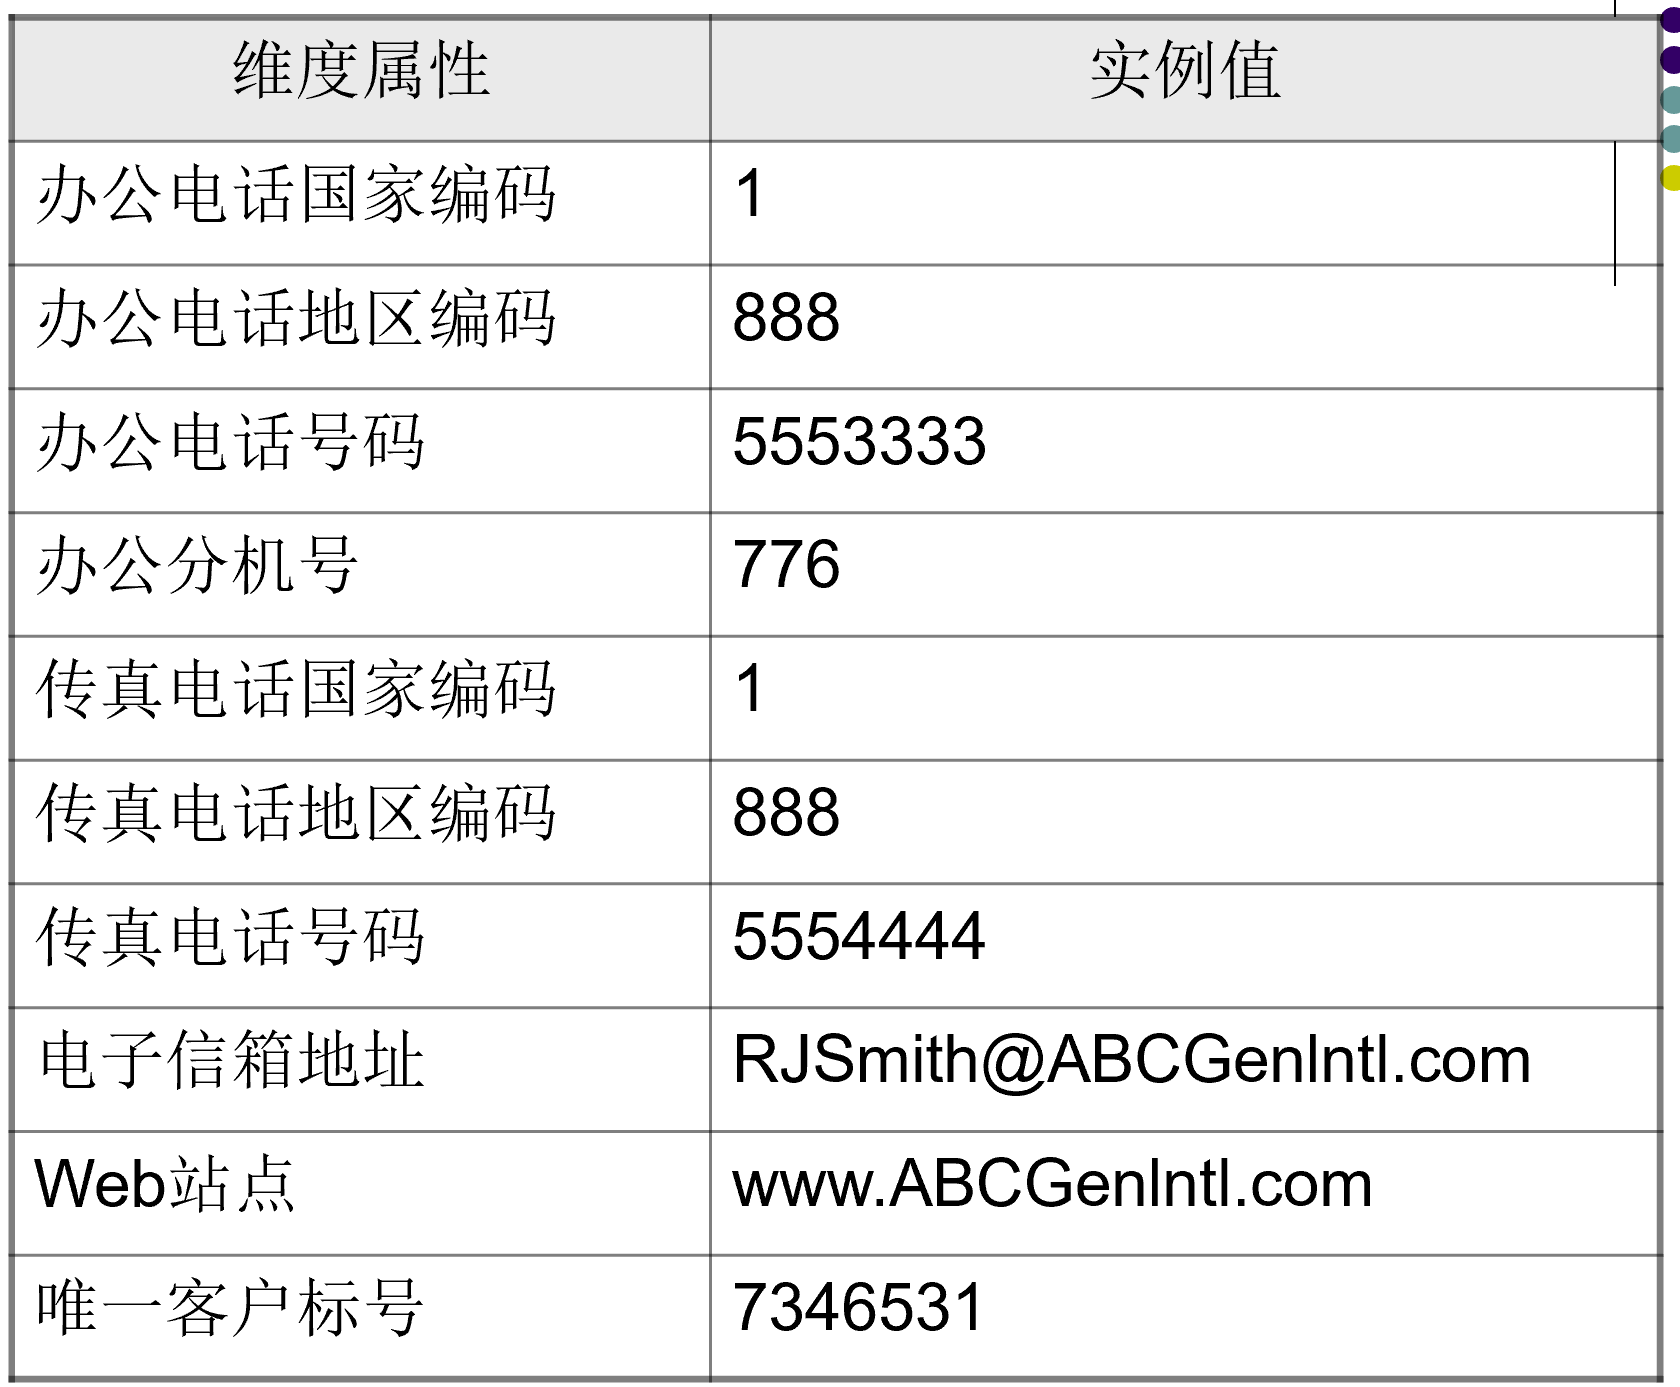 维度属性 实例值
办公电话国家编码 1
办公电话地区编码 888
办公电话号码 5553333
办公分机号 776
传真电话国家编码 1
传真电话地区编码 888
传真电话号码 5554444
电子信箱地址 RJSmith@ABCGenIntl.com
Web站点 www.ABCGenIntl.com
唯一客户标号 7346531